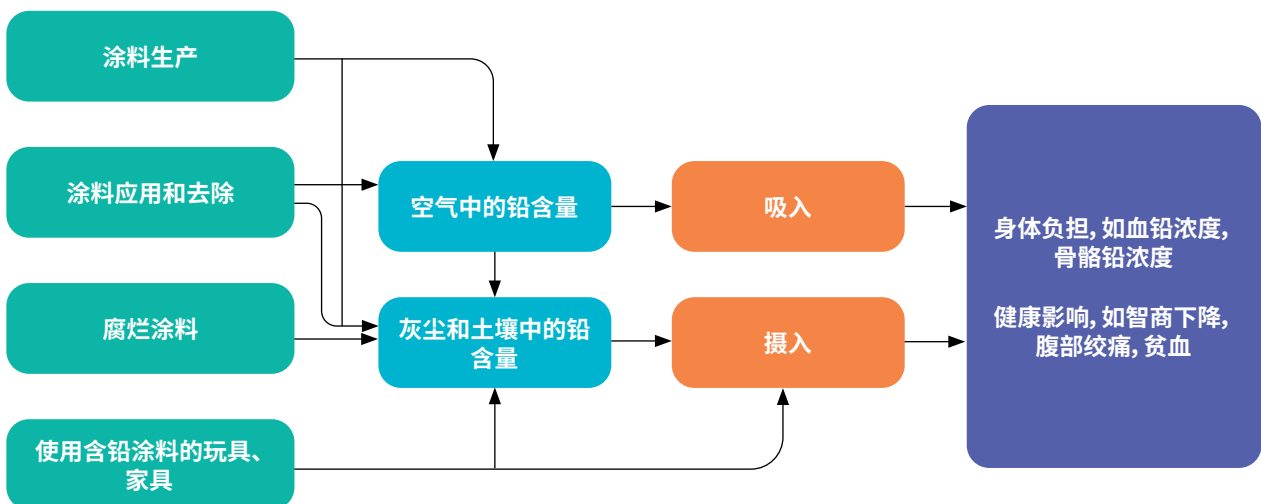 涂料生产
涂料应用和去除
腐烂涂料
使用含铅涂料的玩具、
家具
空气中的铅含量
灰尘和土壤中的铅
含量
吸入
摄入
身体负担, 如血铅浓度,
骨骼铅浓度
健康影响, 如智商下降,
腹部绞痛, 贫血